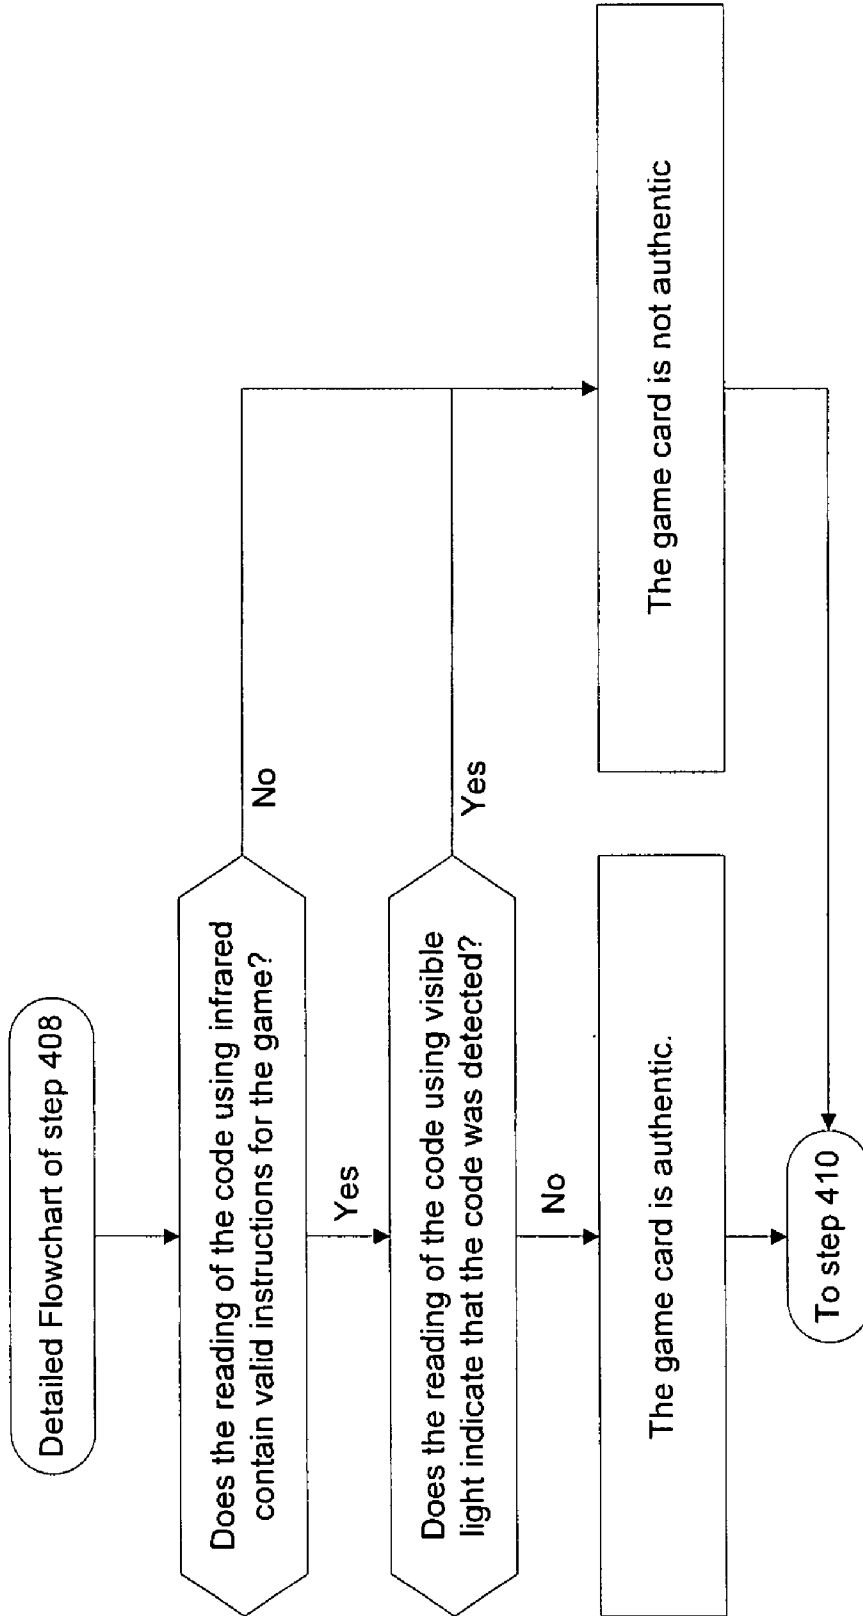 Detailed Flowchart of step 408
Does the reading of the code using infrared
contain valid instructions for the game?
No
Yes
Does the reading of the code using visible
light indicate that the code was detected?
Yes
No
The game card is authentic.
The game card is not authentic
To step 410